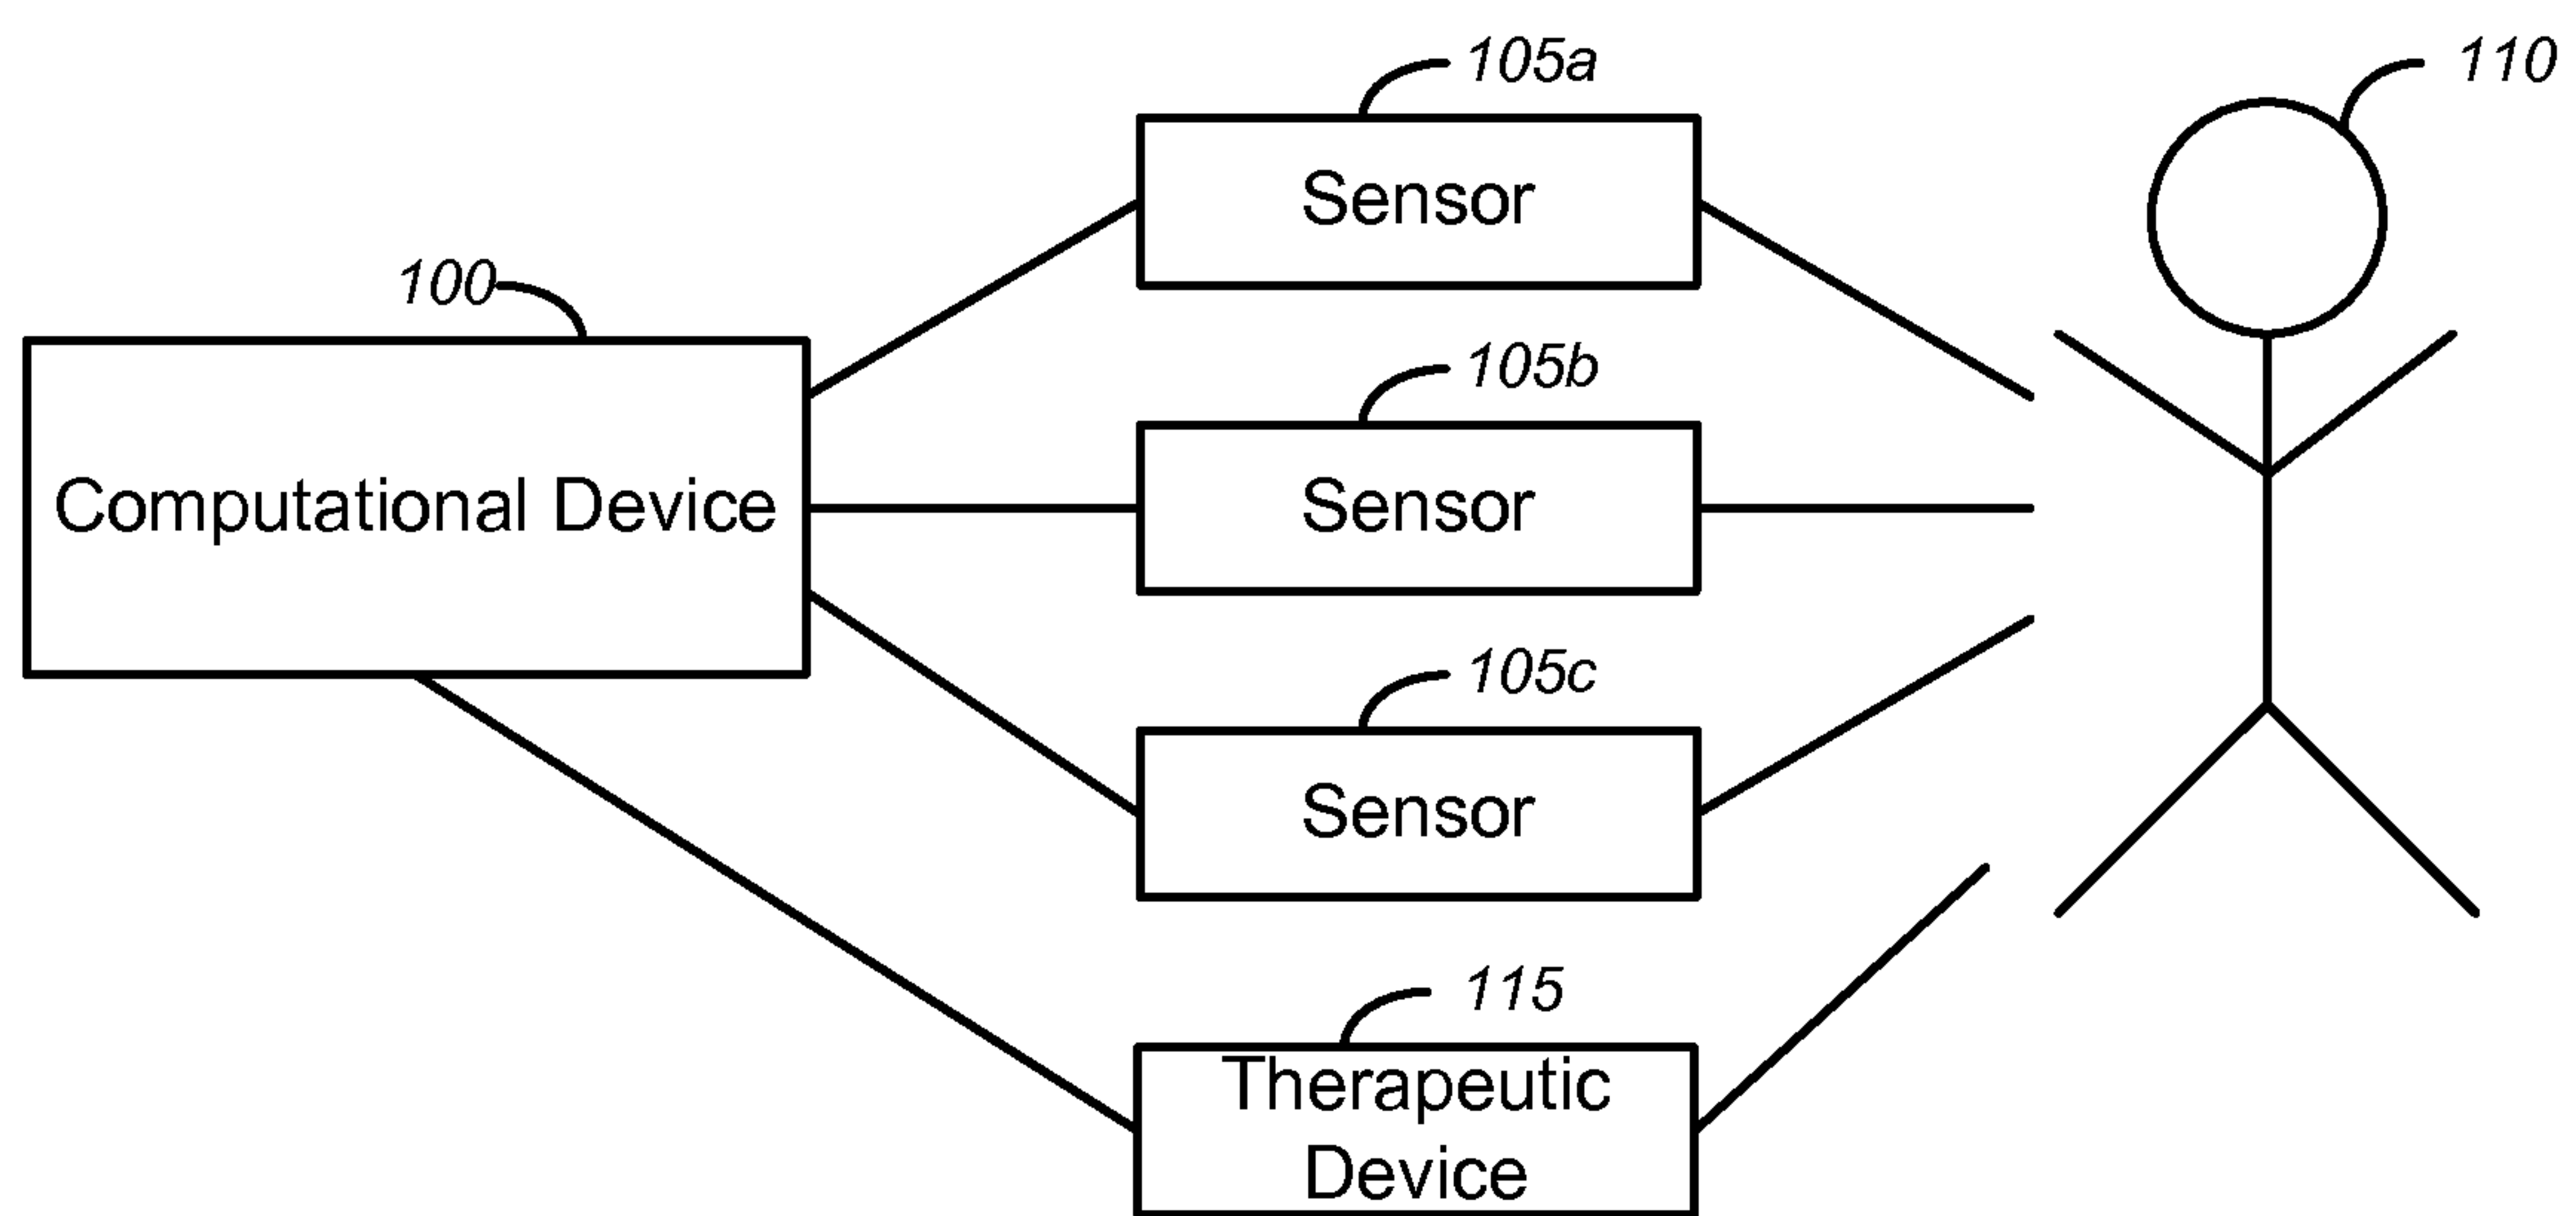 105a
110
Sensor
100
105b
Computational Device
Sensor
105c
Sensor
115
Therapeutic
Device